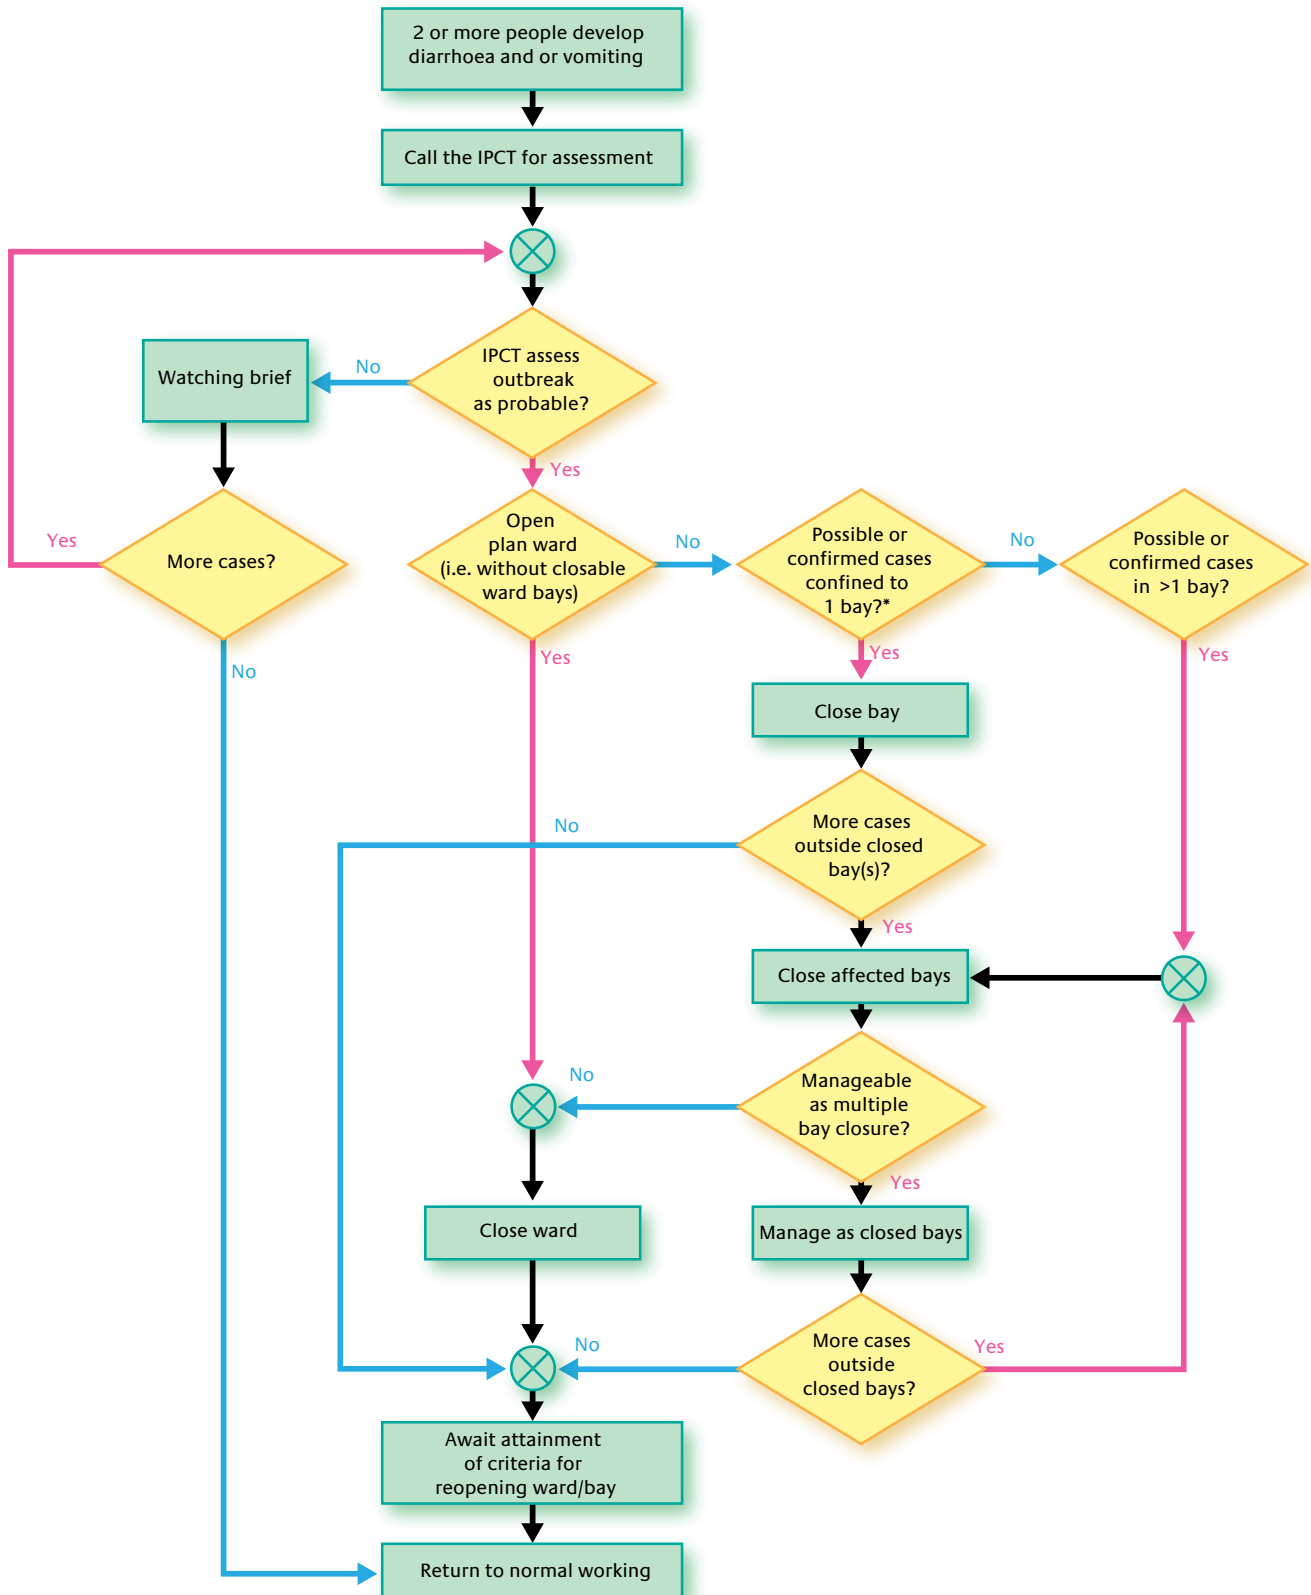 2 or more people develop
diarrhoea and or vomiting
Call the IPCT for assessment
IPCT assess
outbreak
as probable?
No
Watching brief
Yes
More cases?
Yes
No
Open
plan ward
(i.e. without closable
ward bays)
No
Yes
Possible or
confirmed cases
confined to
1 bay?*
No
Yes
Possible or
confirmed cases
in >1 bay?
Yes
Close bay
More cases
outside closed
bay(s)?
No
Yes
Close affected bays
Manageable
as multiple
bay closure?
No
Yes
Close ward
Manage as closed bays
More cases
outside
closed bays?
No
Yes
Await attainment
of criteria for
reopening ward/bay
Return to normal working